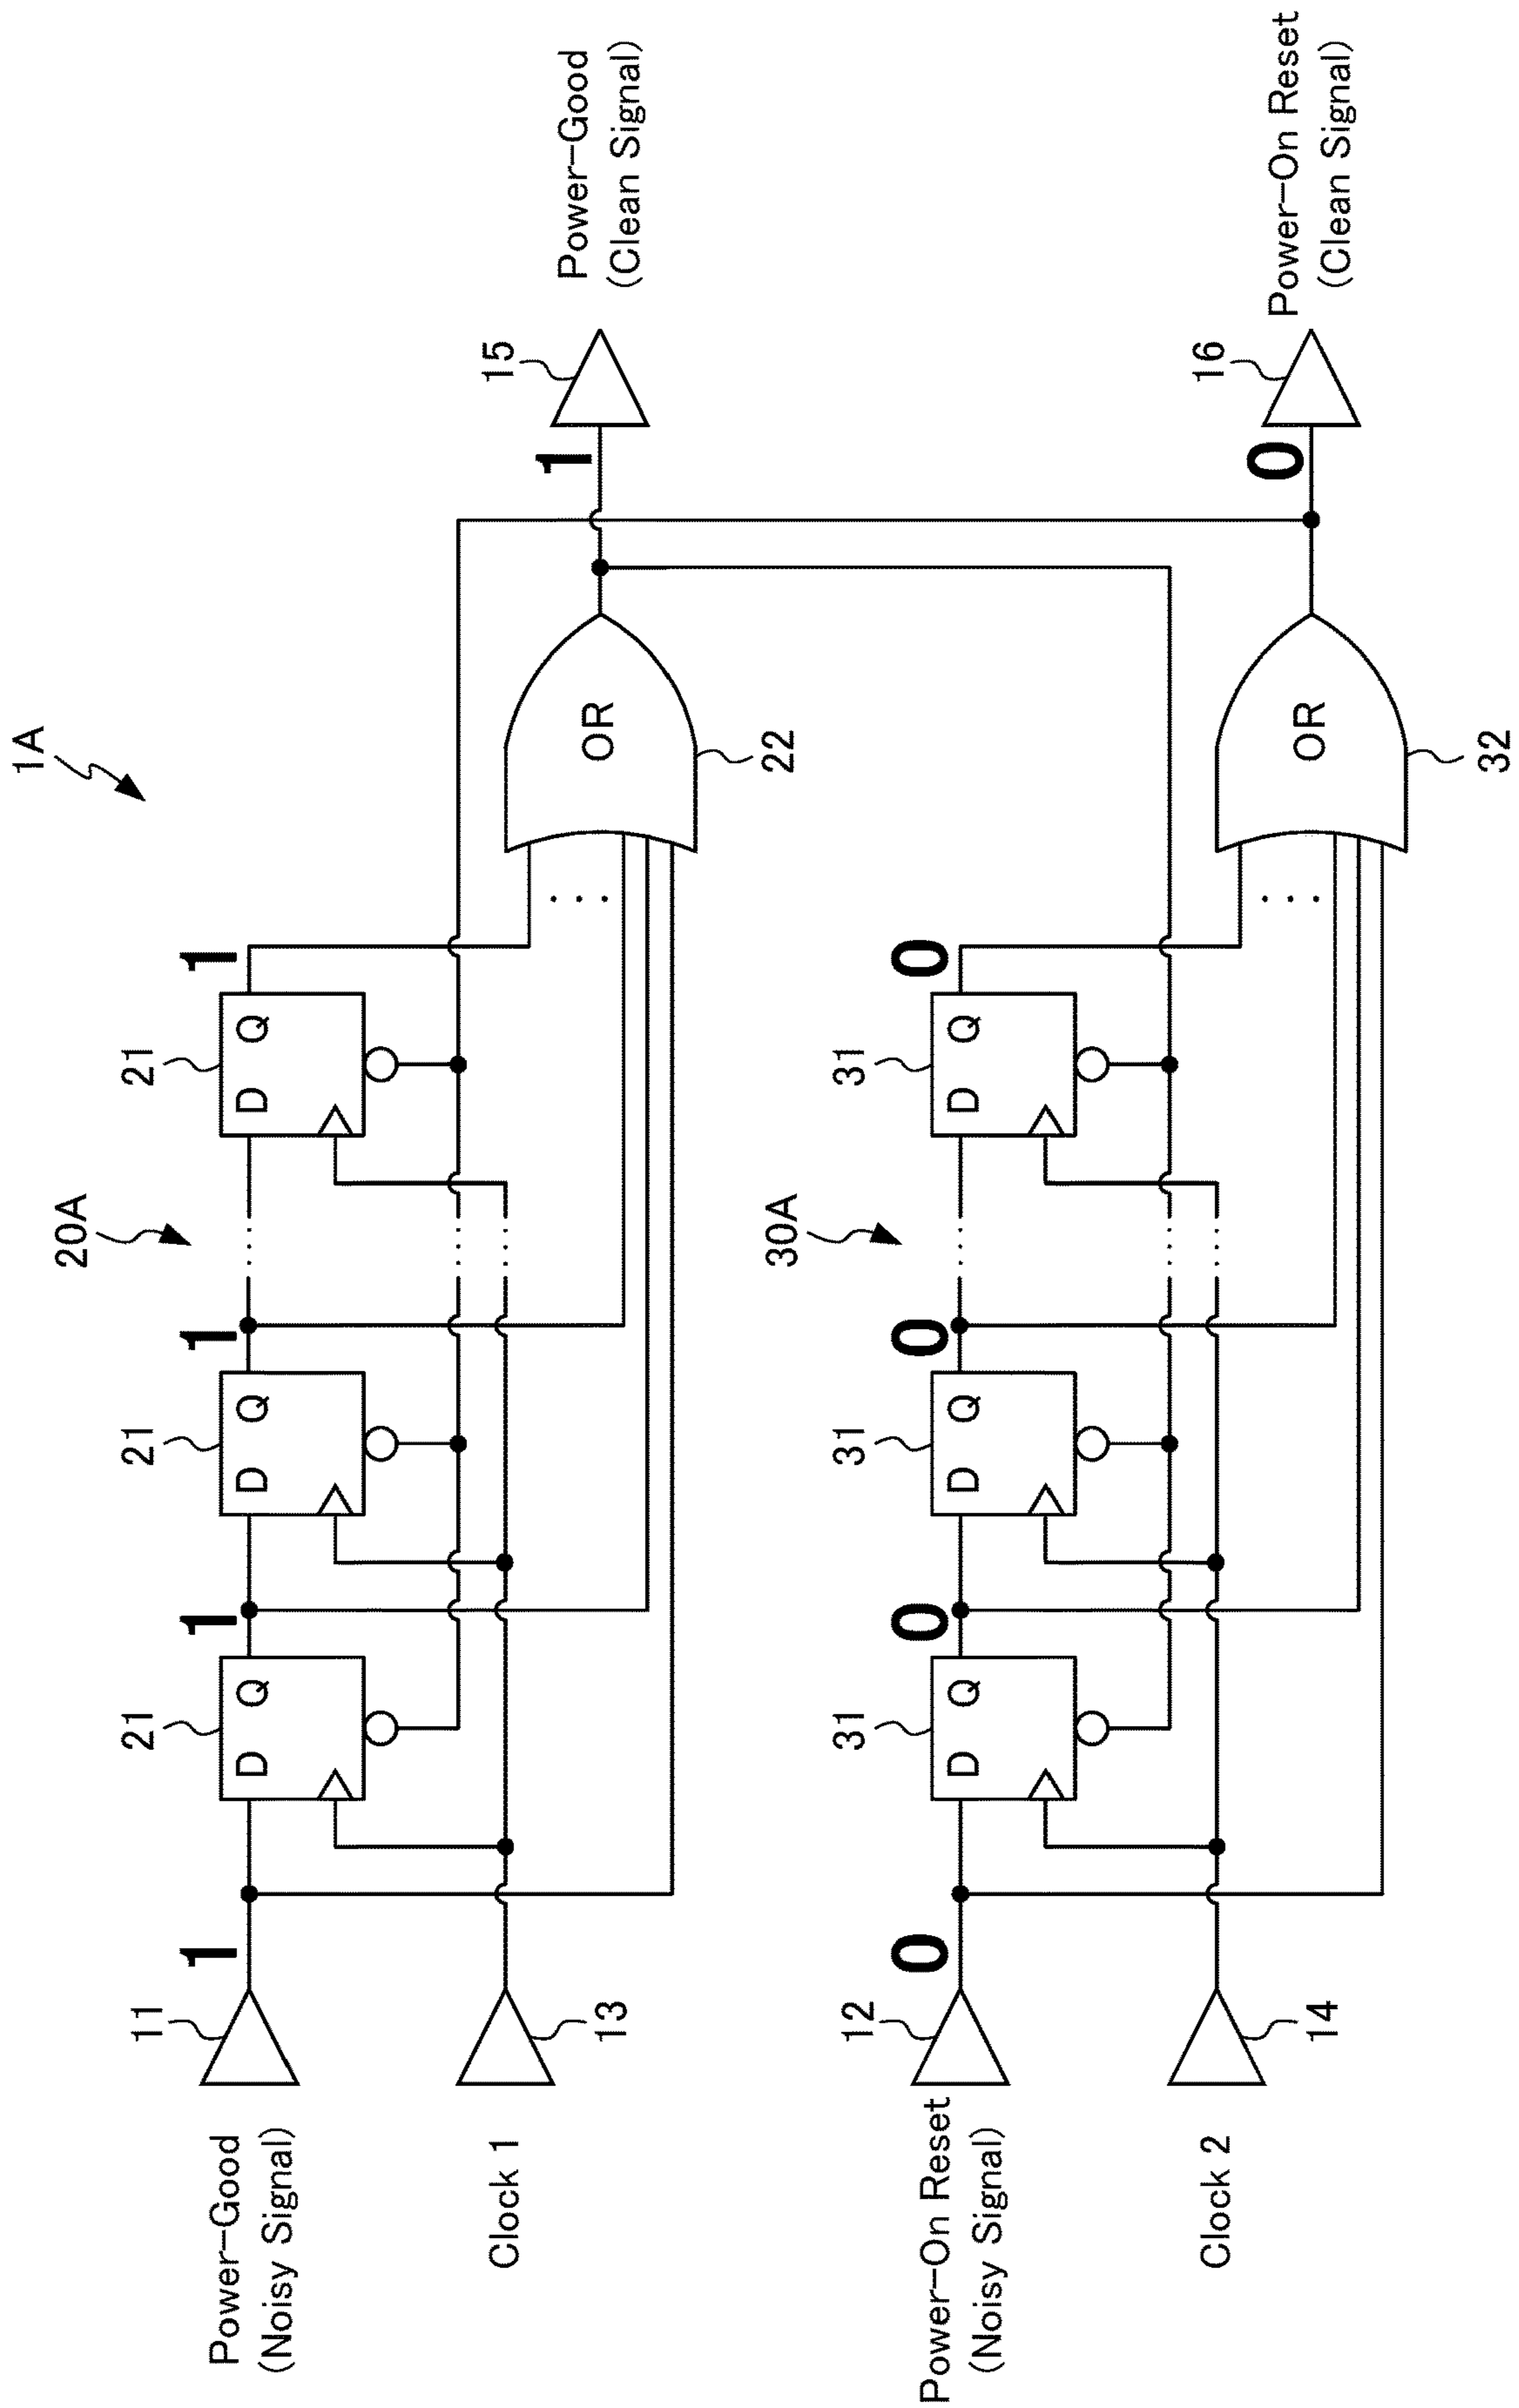 1A
20A
21
21
21
D Q
D Q
D Q
1
1
1
1
11
Power-Good
(Noisy Signal)
13
Clock 1
OR
22
1
15
Power-Good
(Clean Signal)
30A
31
31
31
D Q
D Q
D Q
0
0
0
0
12
Power-On Reset
(Noisy Signal)
14
Clock 2
OR
32
0
16
Power-On Reset
(Clean Signal)